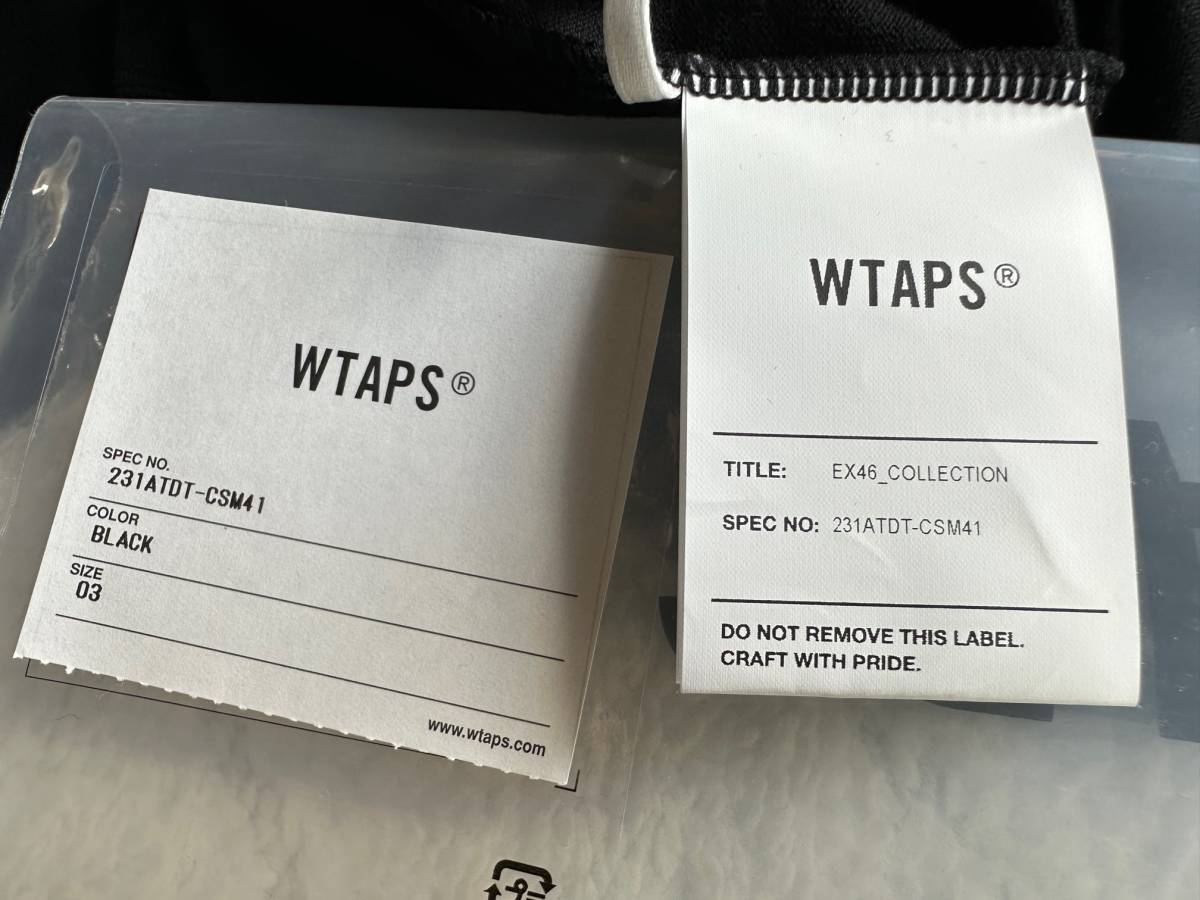 WTAPS®
SPEC NO.
231ATDT-CSM41
COLOR
BLACK
SIZE
03
www.wtaps.com
WTAPS®
TITLE: EX46_COLLECTION
SPEC NO: 231ATDT-CSM41
DO NOT REMOVE THIS LABEL.
CRAFT WITH PRIDE.